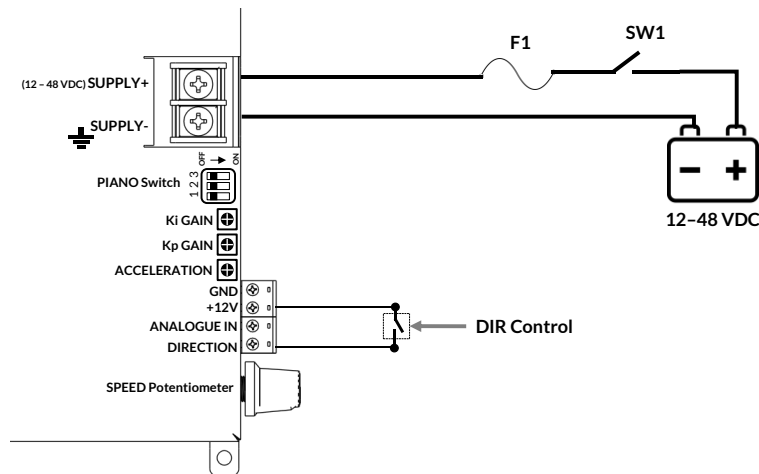 F1
SW1
(12 – 48 VDC) SUPPLY+
SUPPLY-
OFF → ON
PIANO Switch
1 2 3
12–48 VDC
Ki GAIN
Kp GAIN
ACCELERATION
GND
+12V
ANALOGUE IN
DIRECTION
DIR Control
SPEED Potentiometer